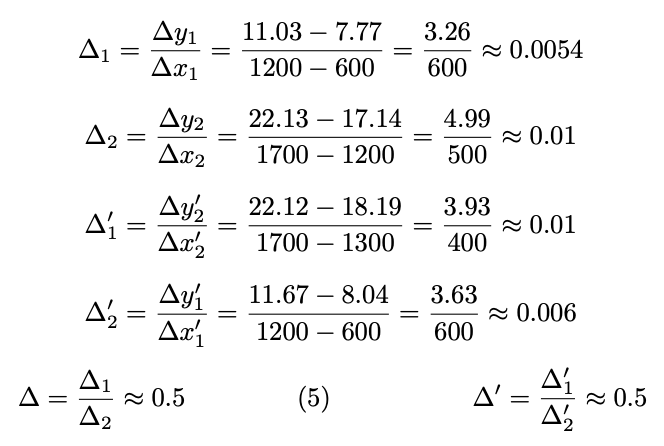 Δ₁ = Δy₁/Δx₁ = (11.03 − 7.77)/(1200 − 600) = 3.26/600 ≈ 0.0054
Δ₂ = Δy₂/Δx₂ = (22.13 − 17.14)/(1700 − 1200) = 4.99/500 ≈ 0.01
Δ′₁ = Δy′₂/Δx′₂ = (22.12 − 18.19)/(1700 − 1300) = 3.93/400 ≈ 0.01
Δ′₂ = Δy′₁/Δx′₁ = (11.67 − 8.04)/(1200 − 600) = 3.63/600 ≈ 0.006
Δ = Δ₁/Δ₂ ≈ 0.5 (5) Δ′ = Δ′₁/Δ′₂ ≈ 0.5